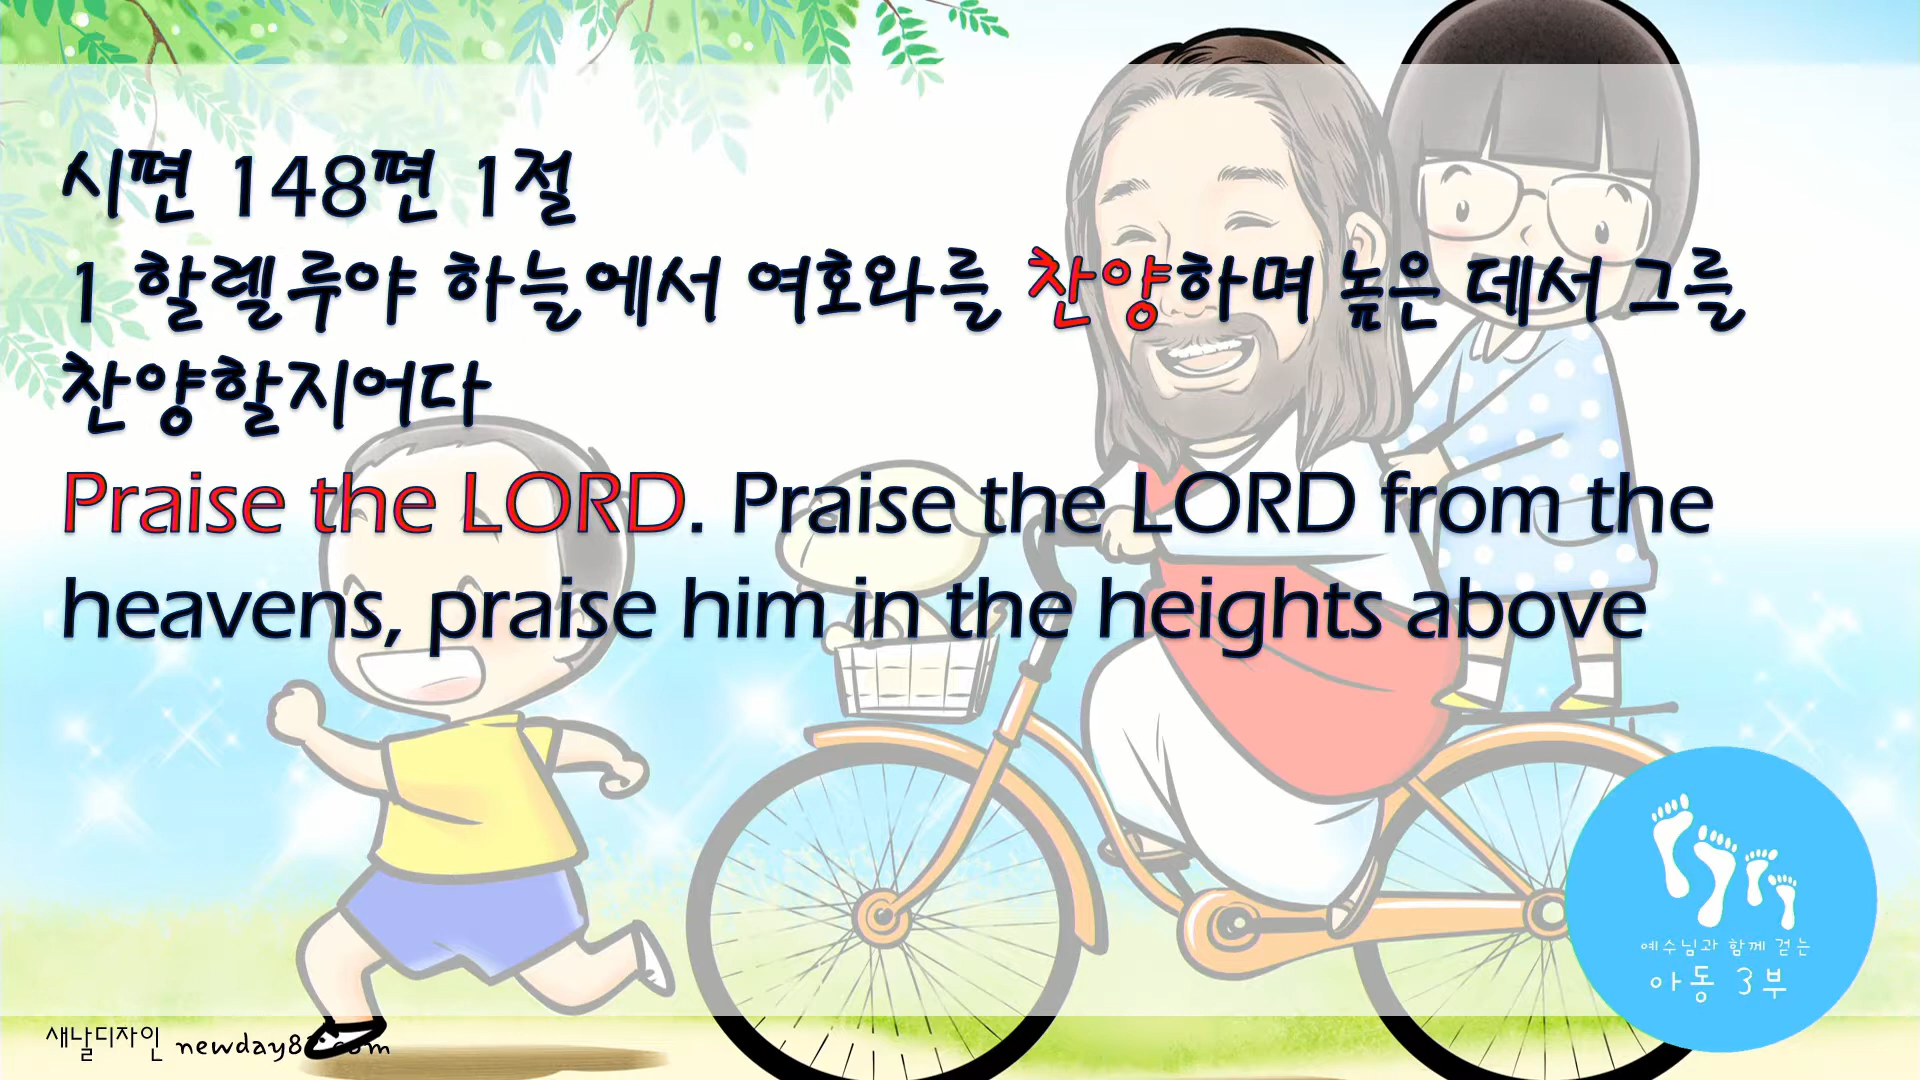 시편 148편 1절
1 할렐루야 하늘에서 여호와를 찬양하며 높은 데서 그를
찬양할지어다
Praise the LORD. Praise the LORD from the
heavens, praise him in the heights above
예수님과 함께 걷는
아동 3부
새날디자인